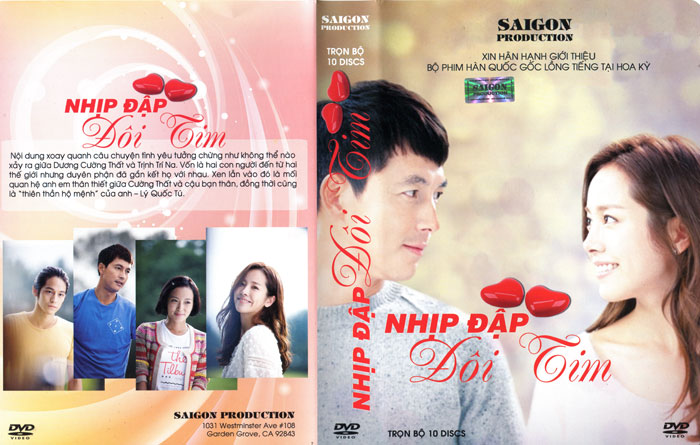 NHỊP ĐẬP
Đôi Tim
Nội dung xoay quanh câu chuyện tình yêu tưởng chừng như không thể nào
xảy ra giữa Dương Cường Thất và Trịnh Trí Na. Vốn là hai con người đến từ hai
thế giới nhưng duyên phận đã gắn kết họ với nhau. Xen lẫn vào đó là mối
quan hệ anh em thân thiết giữa Cường Thất và cậu bạn thân, đồng thời cũng
là "thiên thần hộ mệnh" của anh – Lý Quốc Tú.
DVD
VIDEO
SAIGON PRODUCTION
1031 Westminster Ave #108
Garden Grove, CA 92843
SAIGON
PRODUCTION
TRỌN BỘ
10 DISCS
NHỊP ĐẬP Đôi Tim
DVD
VIDEO
SAIGON
PRODUCTION
XIN HÂN HẠNH GIỚI THIỆU
BỘ PHIM HÀN QUỐC GỐC LỒNG TIẾNG TẠI HOA KỲ
SAIGON
PRODUCTION
NHỊP ĐẬP
Đôi Tim
TRỌN BỘ 10 DISCS
DVD
VIDEO